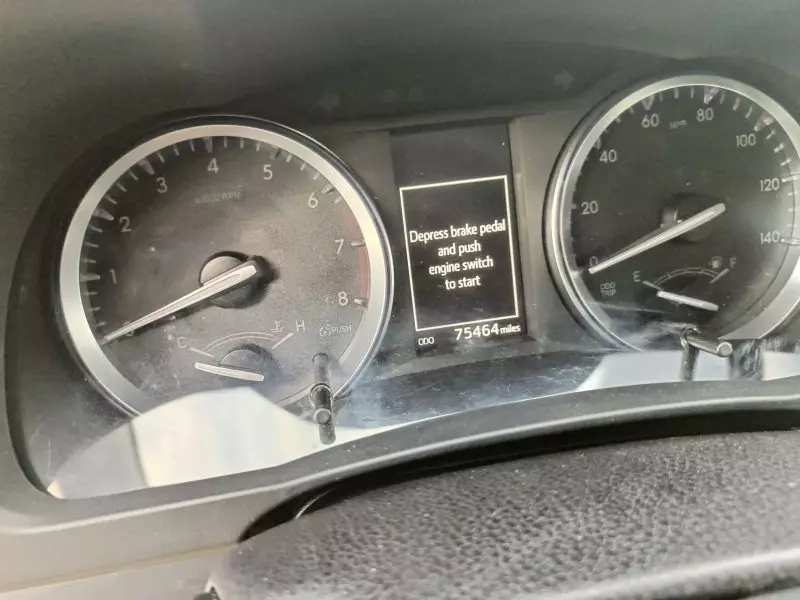 1
2
3
4
5
6
7
8
x1000RPM
C
H
PUSH
Depress brake pedal
and push
engine switch
to start
ODO 75464 miles
0
20
40
60
80
100
120
140
MPH
E
F
ODO
TRIP